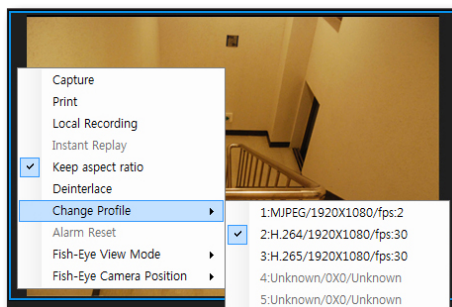 Capture
Print
Local Recording
Instant Replay
Keep aspect ratio
Deinterlace
Change Profile
Alarm Reset
Fish-Eye View Mode
Fish-Eye Camera Position
1:MJPEG/1920X1080/fps:2
2:H.264/1920X1080/fps:30
3:H.265/1920X1080/fps:30
4:Unknown/0X0/Unknown
5:Unknown/0X0/Unknown